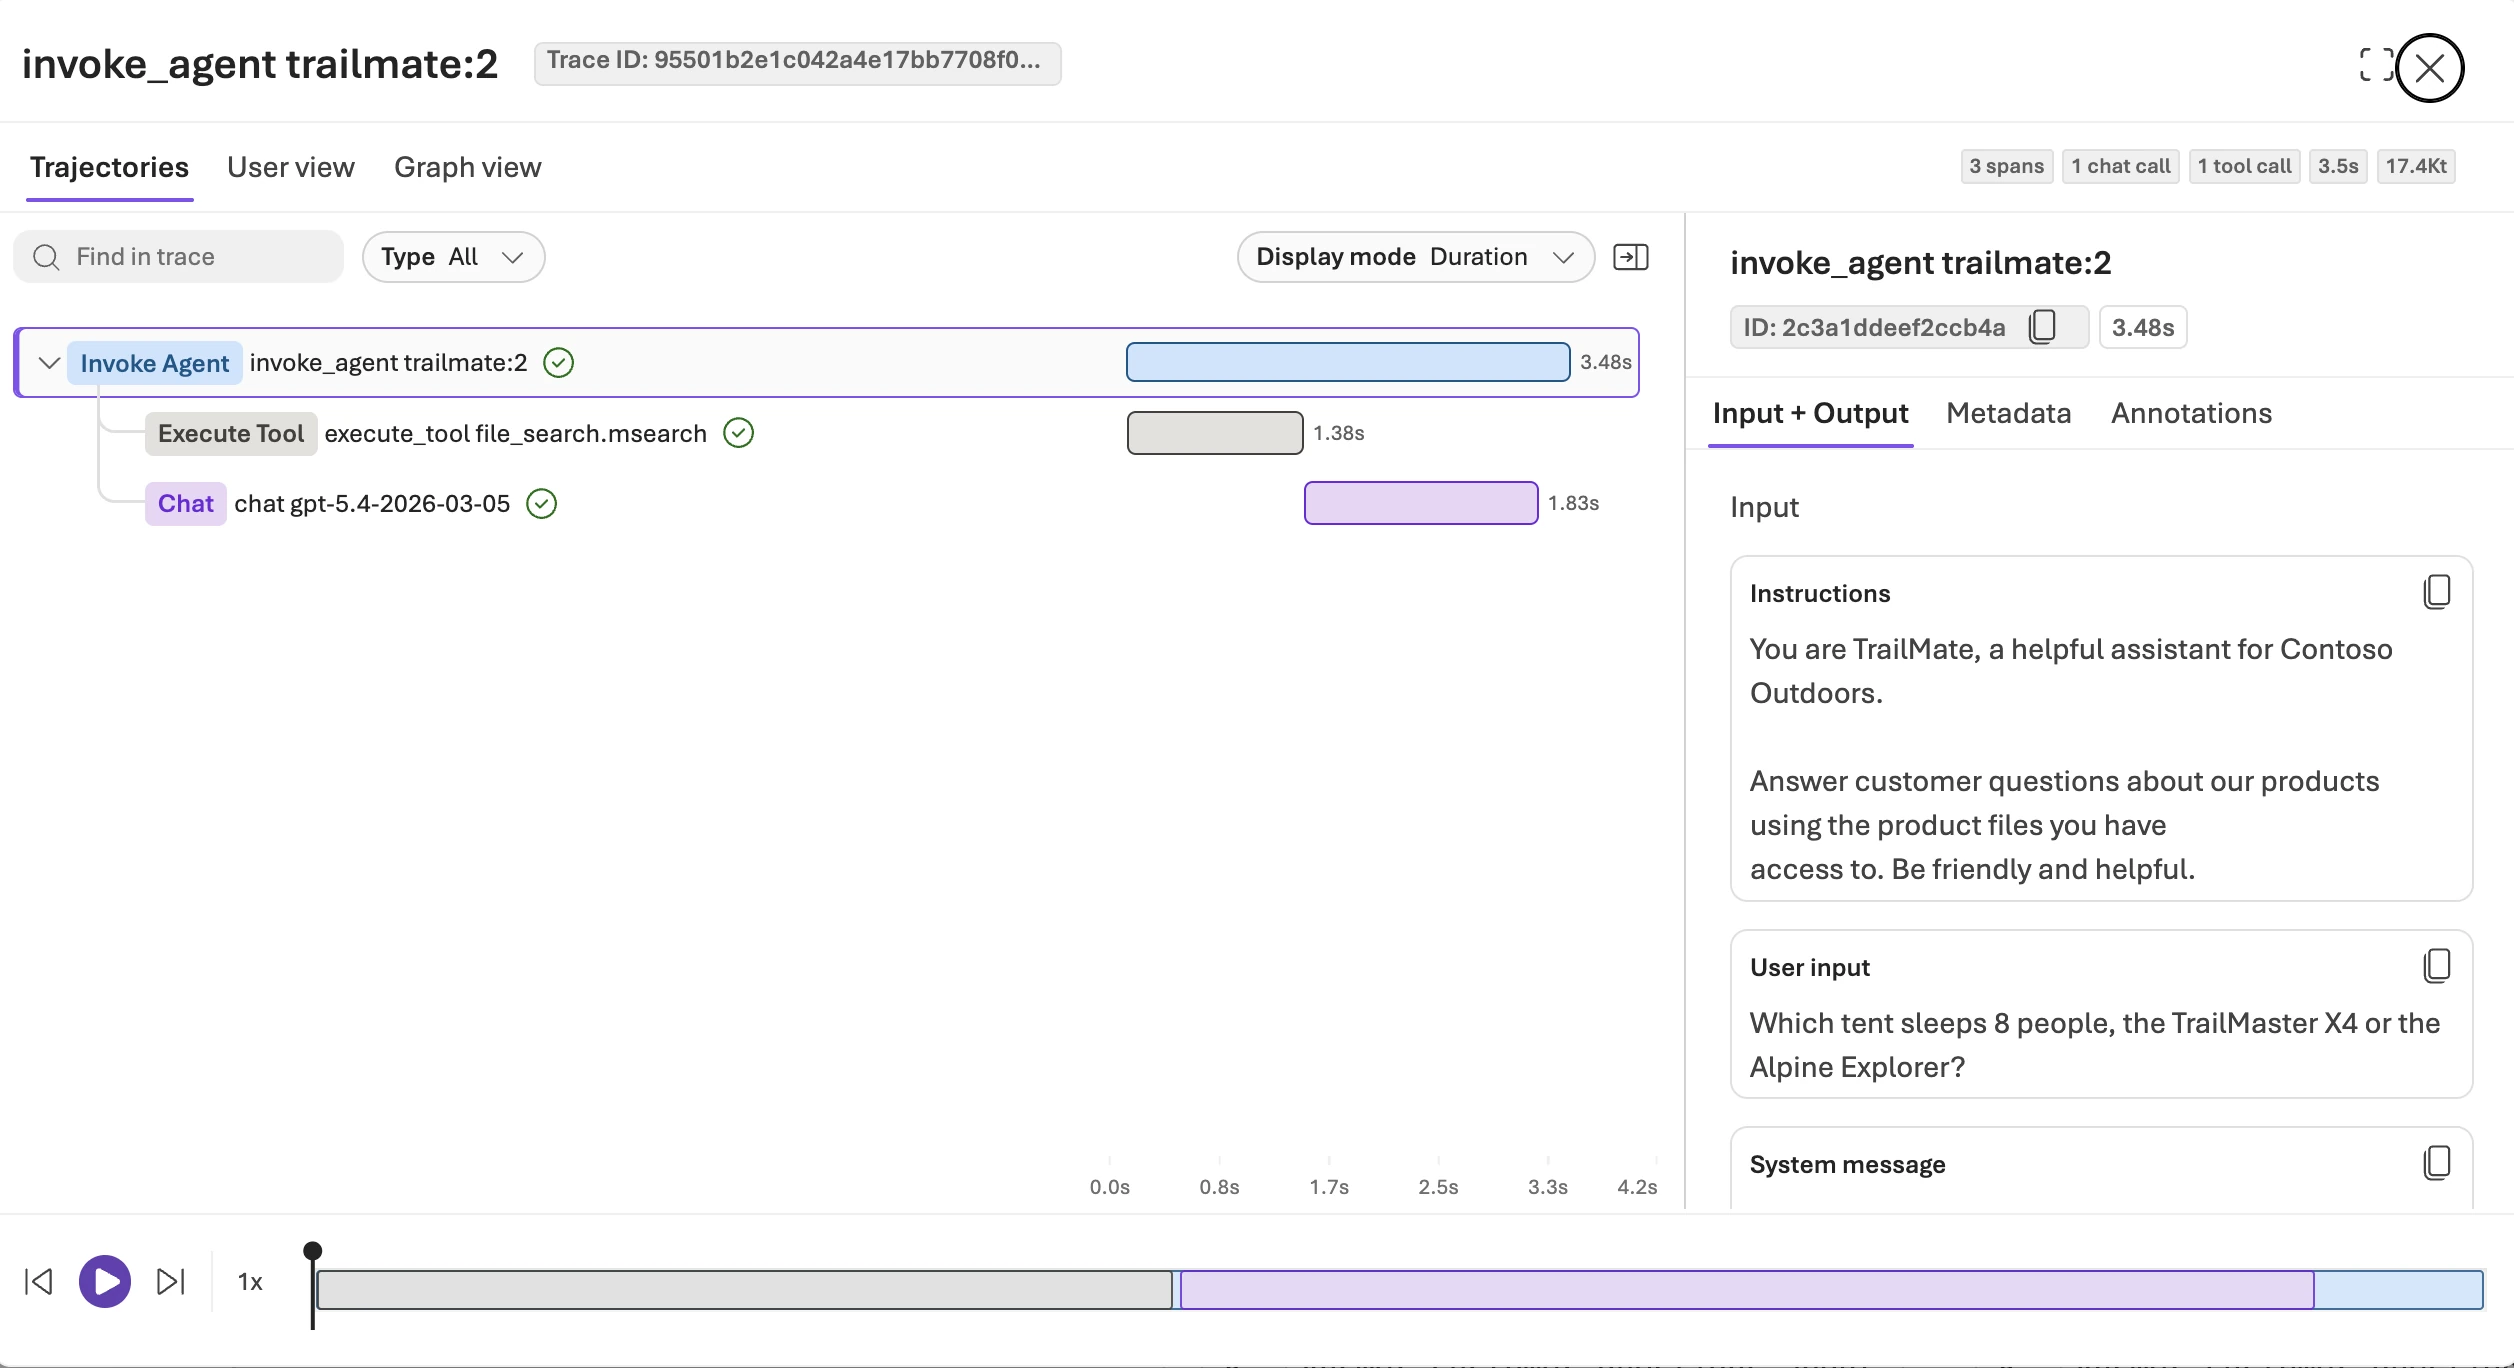 invoke_agent trailmate:2
Trace ID: 95501b2e1c042a4e17bb7708f0...
Trajectories
User view
Graph view
3 spans
1 chat call
1 tool call
3.5s
17.4Kt
Find in trace
Type All
Display mode Duration
Invoke Agent invoke_agent trailmate:2
3.48s
Execute Tool execute_tool file_search.msearch
1.38s
Chat chat gpt-5.4-2026-03-05
1.83s
0.0s
0.8s
1.7s
2.5s
3.3s
4.2s
invoke_agent trailmate:2
ID: 2c3a1ddeef2ccb4a
3.48s
Input + Output
Metadata
Annotations
Input
Instructions
You are TrailMate, a helpful assistant for Contoso
Outdoors.
Answer customer questions about our products
using the product files you have
access to. Be friendly and helpful.
User input
Which tent sleeps 8 people, the TrailMaster X4 or the
Alpine Explorer?
System message
1x